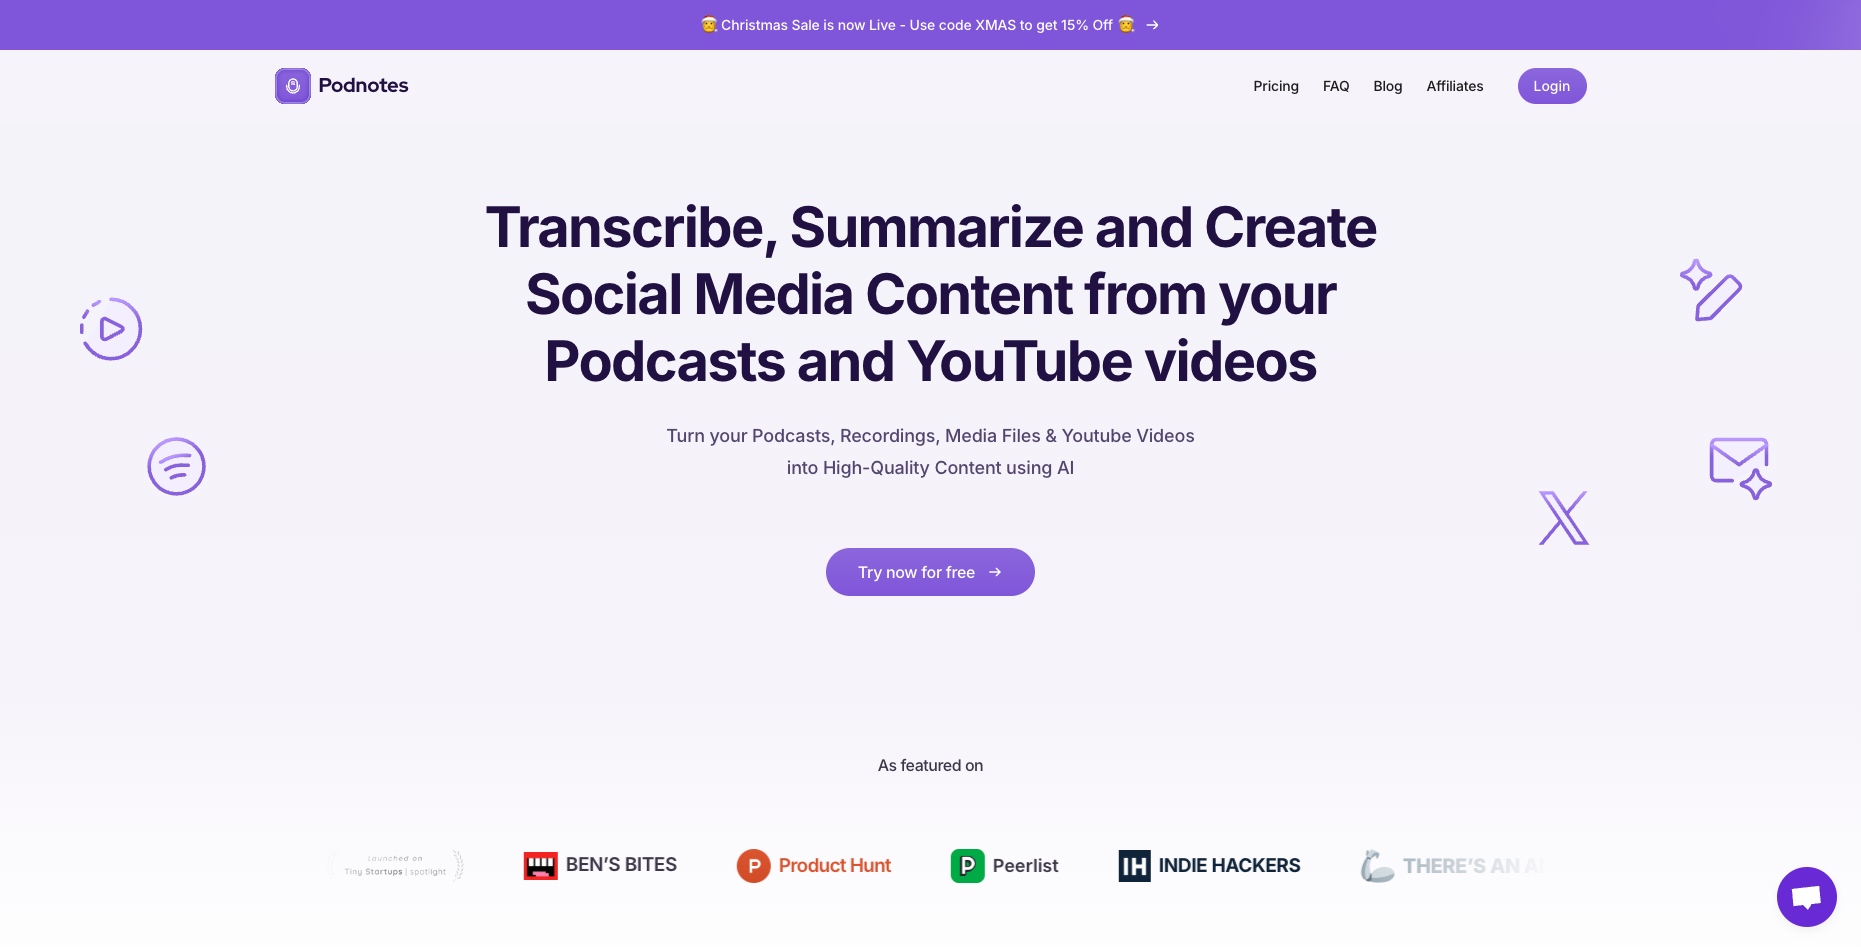 🎅 Christmas Sale is now Live - Use code XMAS to get 15% Off 🎅 →
Podnotes
Pricing
FAQ
Blog
Affiliates
Login
Transcribe, Summarize and Create
Social Media Content from your
Podcasts and YouTube videos
Turn your Podcasts, Recordings, Media Files & Youtube Videos
into High-Quality Content using AI
Try now for free →
As featured on
Launched on
Tiny Startups | spotlight
BEN’S BITES
Product Hunt
Peerlist
INDIE HACKERS
THERE’S AN A